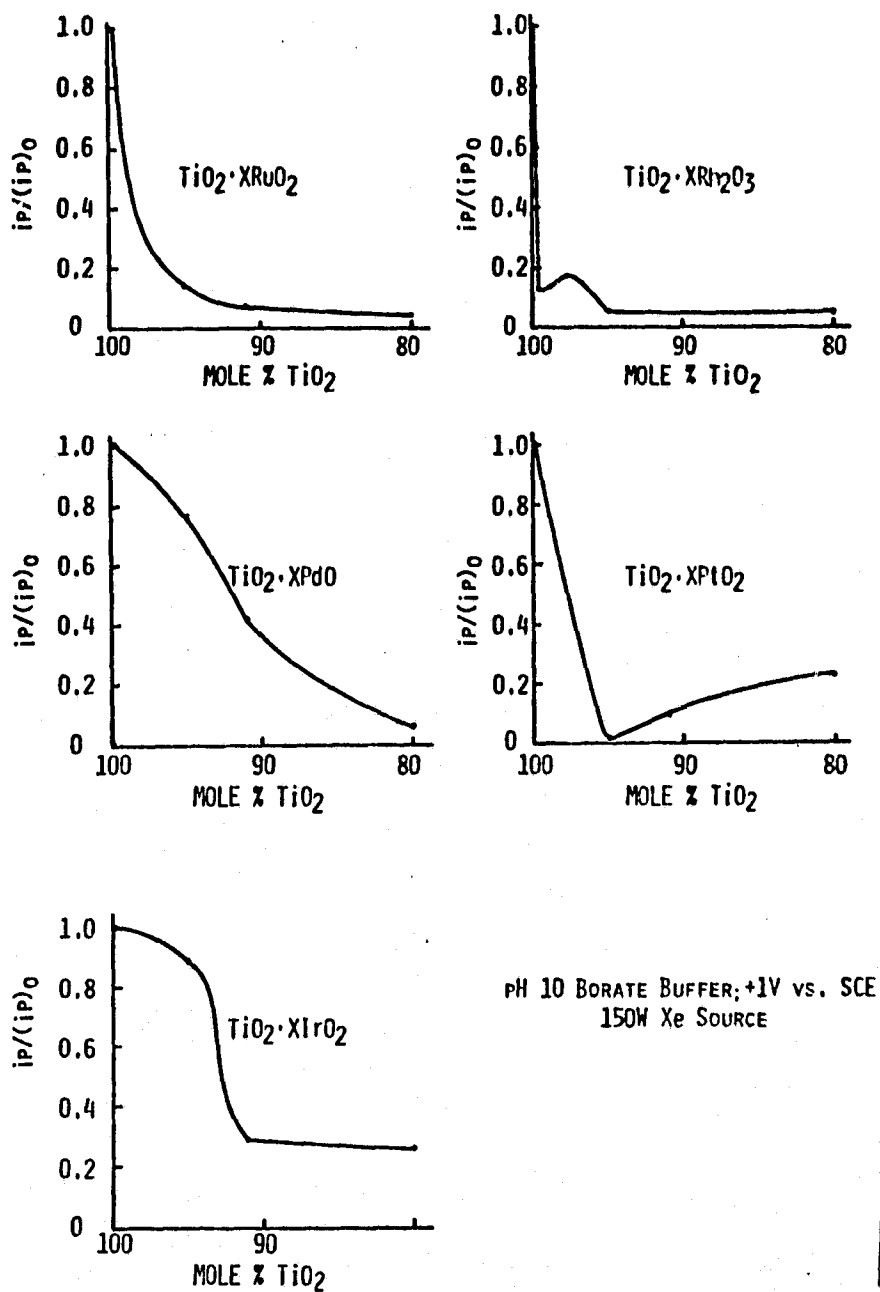 1.0
0.8
0.6
0.4
0.2
0
iP/(iP)0
TiO2·XRuO2
100
90
80
MOLE % TiO2
1.0
0.8
0.6
0.4
0.2
0
iP/(iP)0
TiO2·XRh2O3
100
90
80
MOLE % TiO2
1.0
0.8
0.6
0.4
0.2
0
iP/(iP)0
TiO2·XPdO
100
90
80
MOLE % TiO2
1.0
0.8
0.6
0.4
0.2
0
iP/(iP)0
TiO2·XPtO2
100
90
80
MOLE % TiO2
1.0
0.8
0.6
0.4
0.2
0
iP/(iP)0
TiO2·XIrO2
100
90
MOLE % TiO2
pH 10 BORATE BUFFER; +1V VS. SCE
150W Xe SOURCE